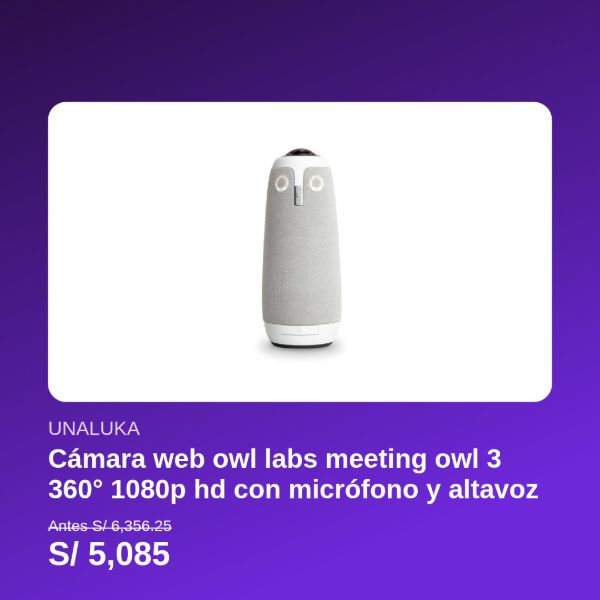 UNALUKA
Cámara web owl labs meeting owl 3
360° 1080p hd con micrófono y altavoz
Antes S/ 6,356.25
S/ 5,085